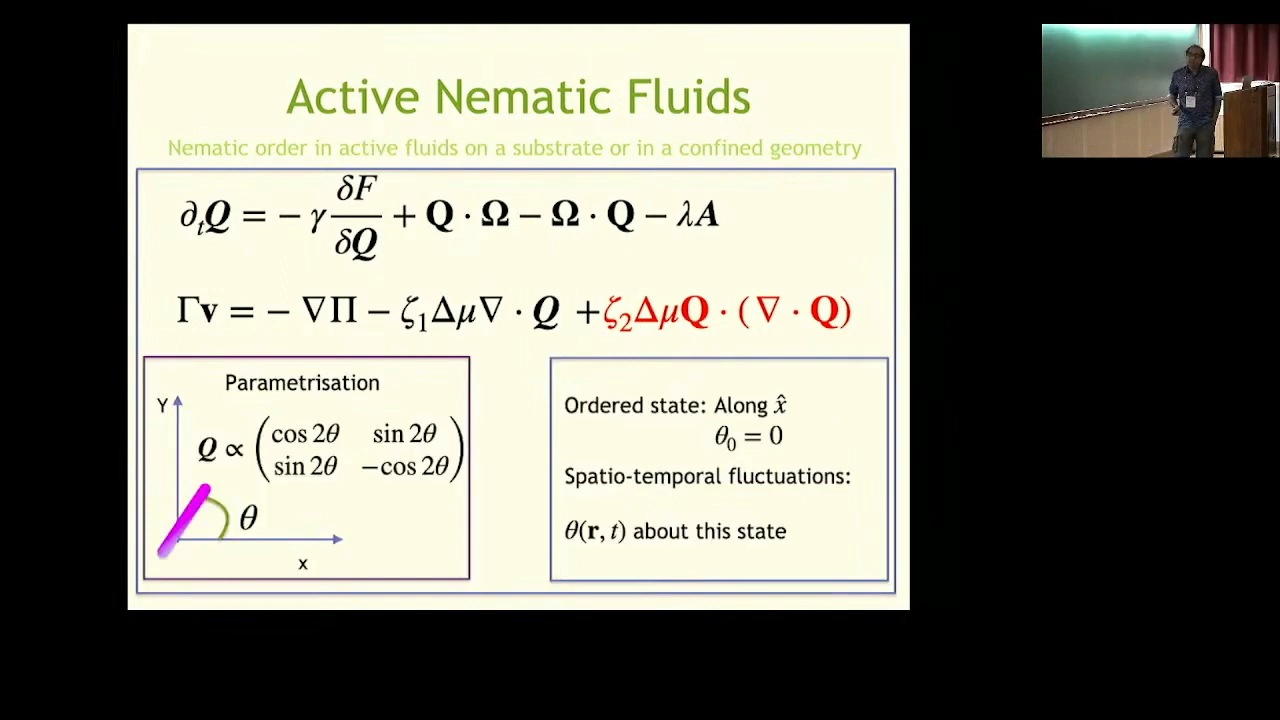 Active Nematic Fluids
Nematic order in active fluids on a substrate or in a confined geometry
∂ₜQ = − γ δF/δQ + Q · Ω − Ω · Q − λA
Γv = − ∇Π − ζ₁Δμ∇ · Q + ζ₂Δμ Q · ( ∇ · Q)
Parametrisation
Y
Q ∝ ( cos 2θ sin 2θ
sin 2θ −cos 2θ )
θ
x
Ordered state: Along x̂
θ₀ = 0
Spatio-temporal fluctuations:
θ(r, t) about this state